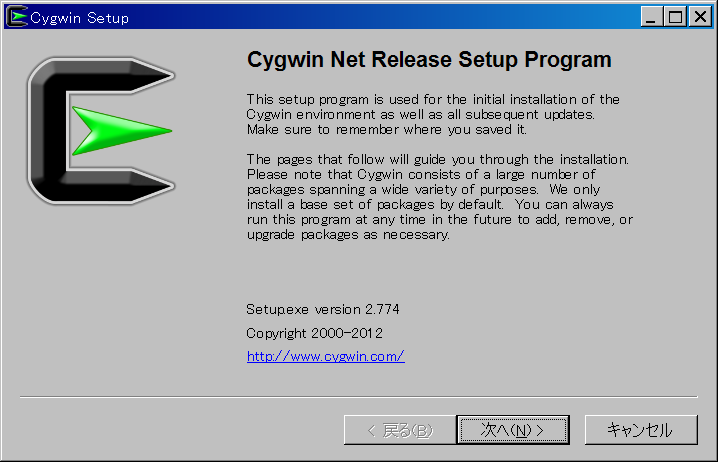 Cygwin Setup
Cygwin Net Release Setup Program
This setup program is used for the initial installation of the
Cygwin environment as well as all subsequent updates.
Make sure to remember where you saved it.
The pages that follow will guide you through the installation.
Please note that Cygwin consists of a large number of
packages spanning a wide variety of purposes.  We only
install a base set of packages by default.  You can always
run this program at any time in the future to add, remove, or
upgrade packages as necessary.
Setup.exe version 2.774
Copyright 2000-2012
http://www.cygwin.com/
< 戻る(B)
次へ(N) >
キャンセル